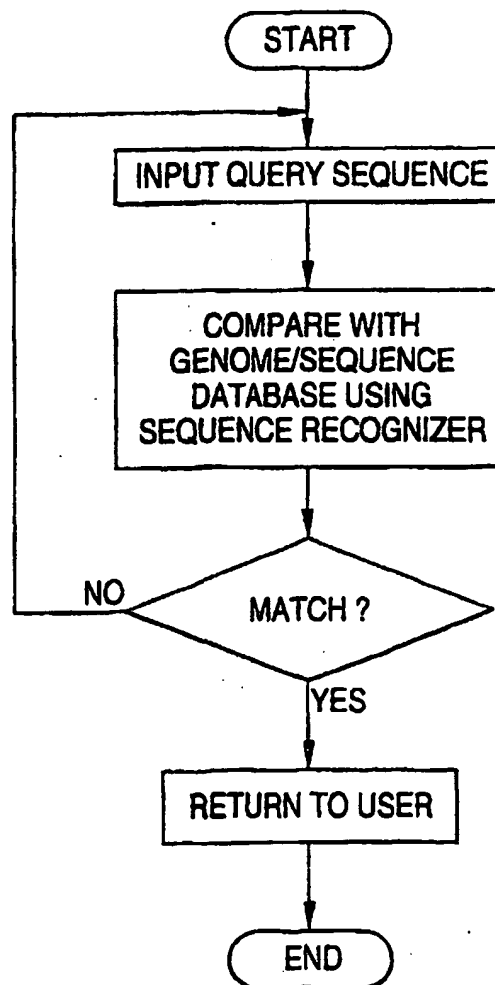 START
INPUT QUERY SEQUENCE
COMPARE WITH
GENOME/SEQUENCE
DATABASE USING
SEQUENCE RECOGNIZER
NO
MATCH ?
YES
RETURN TO USER
END